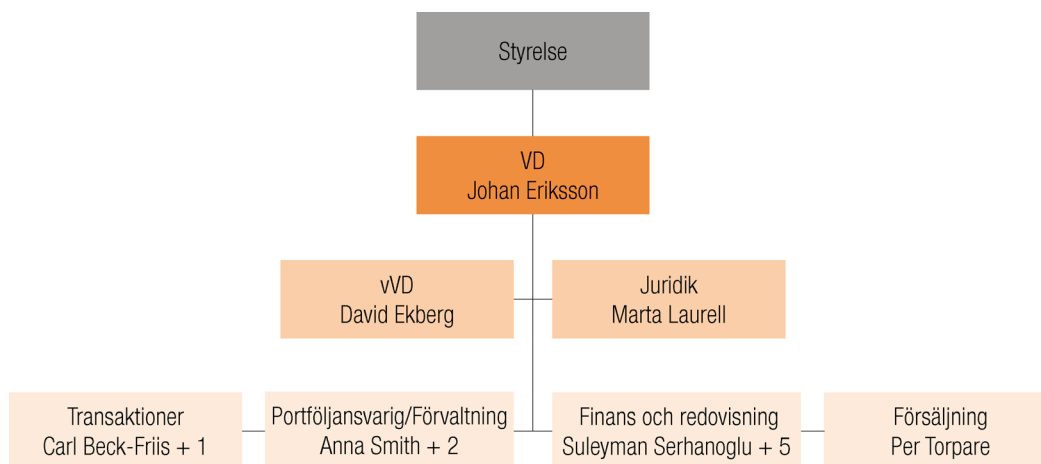 Styrelse
VD
Johan Eriksson
vVD
David Ekberg
Juridik
Marta Laurell
Transaktioner
Carl Beck-Friis + 1
Portföljansvarig/Förvaltning
Anna Smith + 2
Finans och redovisning
Suleyman Serhanoglu + 5
Försäljning
Per Torpare